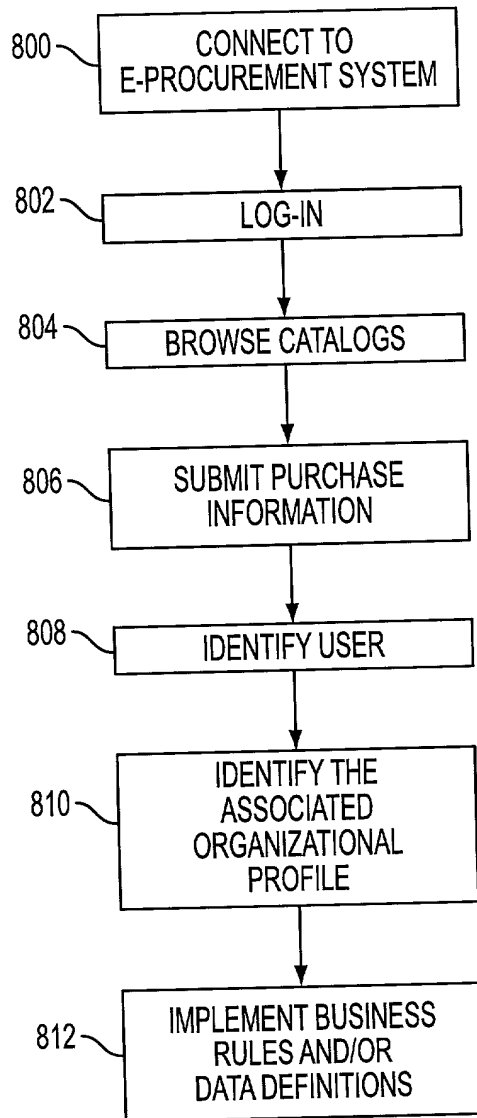 800
CONNECT TO
E-PROCUREMENT SYSTEM
802
LOG-IN
804
BROWSE CATALOGS
806
SUBMIT PURCHASE
INFORMATION
808
IDENTIFY USER
810
IDENTIFY THE
ASSOCIATED
ORGANIZATIONAL
PROFILE
812
IMPLEMENT BUSINESS
RULES AND/OR
DATA DEFINITIONS